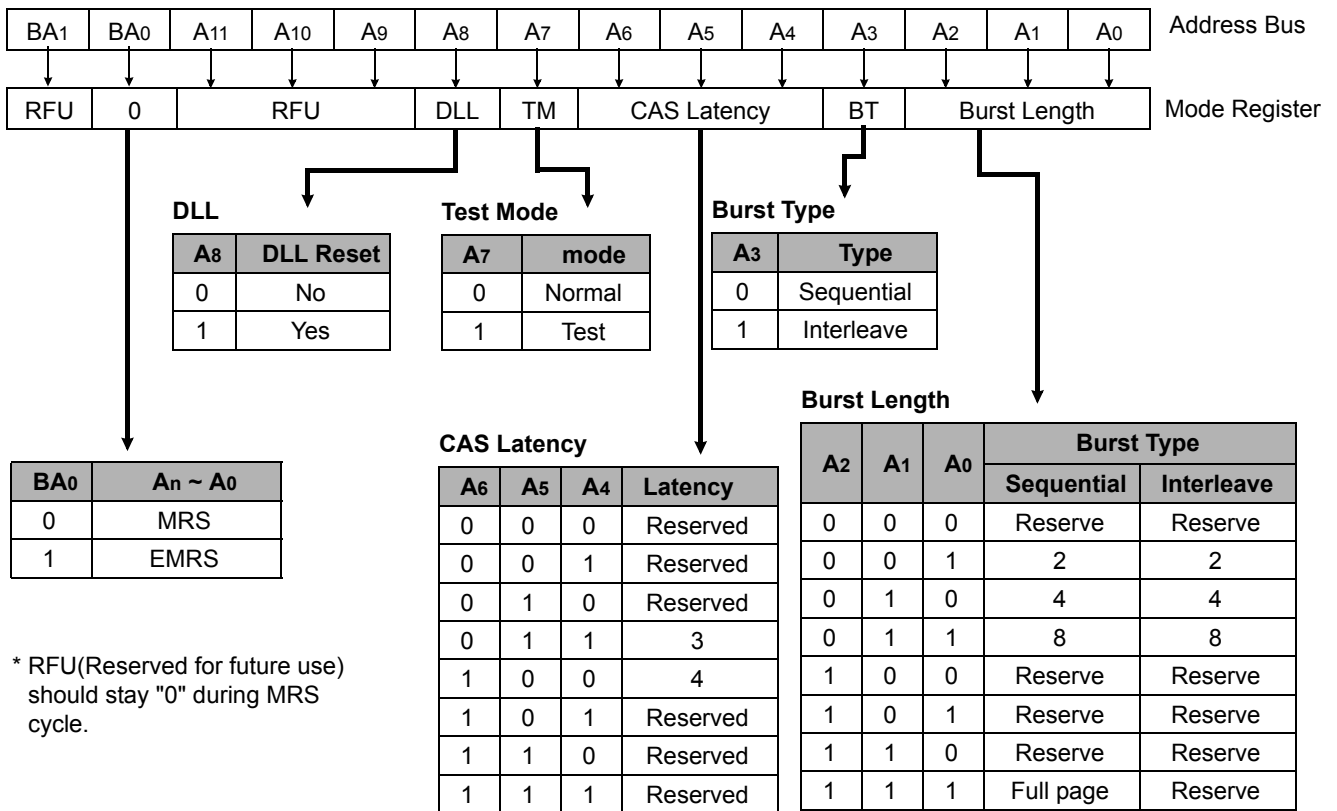 BA1 BA0 A11 A10 A9 A8 A7 A6 A5 A4 A3 A2 A1 A0 Address Bus
RFU 0 RFU DLL TM CAS Latency BT Burst Length Mode Register
DLL
A8 DLL Reset
0 No
1 Yes
Test Mode
A7 mode
0 Normal
1 Test
Burst Type
A3 Type
0 Sequential
1 Interleave
BA0 An ~ A0
0 MRS
1 EMRS
* RFU(Reserved for future use)
should stay "0" during MRS
cycle.
CAS Latency
A6 A5 A4 Latency
0 0 0 Reserved
0 0 1 Reserved
0 1 0 Reserved
0 1 1 3
1 0 0 4
1 0 1 Reserved
1 1 0 Reserved
1 1 1 Reserved
Burst Length
A2 A1 A0 Burst Type
Sequential Interleave
0 0 0 Reserve Reserve
0 0 1 2 2
0 1 0 4 4
0 1 1 8 8
1 0 0 Reserve Reserve
1 0 1 Reserve Reserve
1 1 0 Reserve Reserve
1 1 1 Full page Reserve